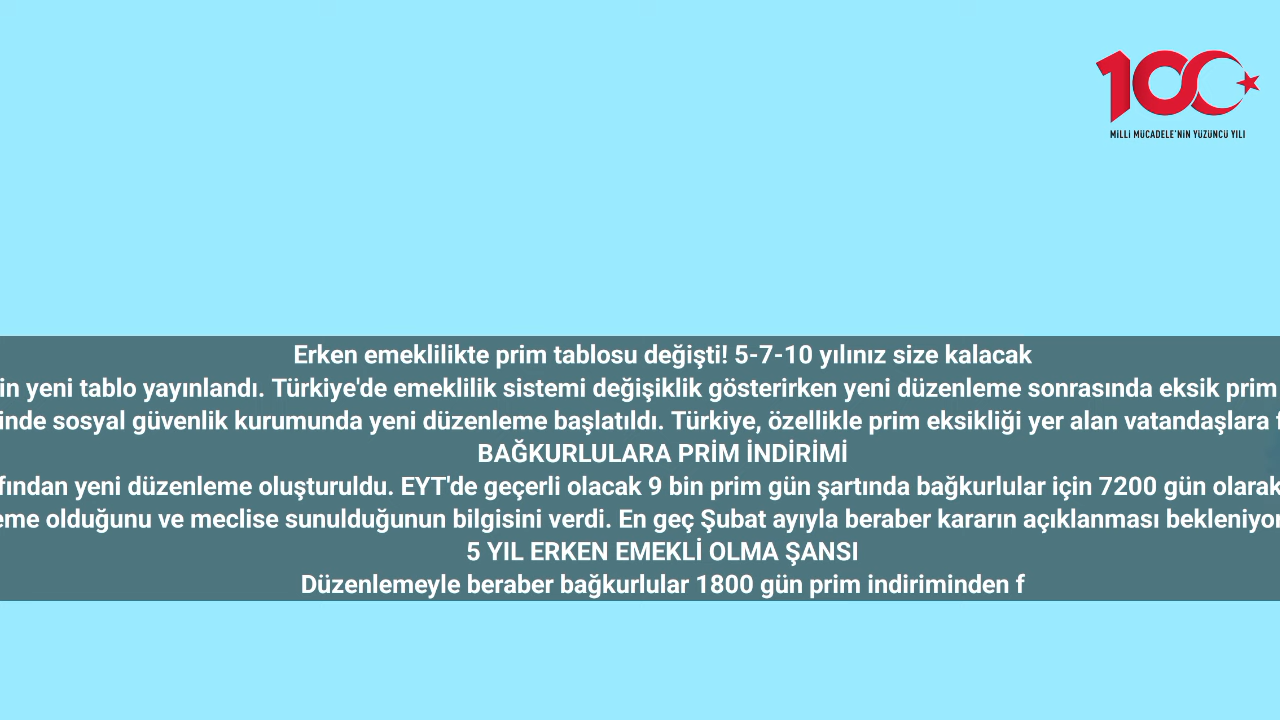 100
MİLLİ MÜCADELE'NİN YÜZÜNCÜ YILI
Erken emeklilikte prim tablosu değişti! 5-7-10 yılınız size kalacak
in yeni tablo yayınlandı. Türkiye'de emeklilik sistemi değişiklik gösterirken yeni düzenleme sonrasında eksik prim
inde sosyal güvenlik kurumunda yeni düzenleme başlatıldı. Türkiye, özellikle prim eksikliği yer alan vatandaşlara f
BAĞKURLULARA PRİM İNDİRİMİ
fından yeni düzenleme oluşturuldu. EYT'de geçerli olacak 9 bin prim gün şartında bağkurlular için 7200 gün olarak
eme olduğunu ve meclise sunulduğunun bilgisini verdi. En geç Şubat ayıyla beraber kararın açıklanması bekleniyor
5 YIL ERKEN EMEKLİ OLMA ŞANSI
Düzenlemeyle beraber bağkurlular 1800 gün prim indiriminden f